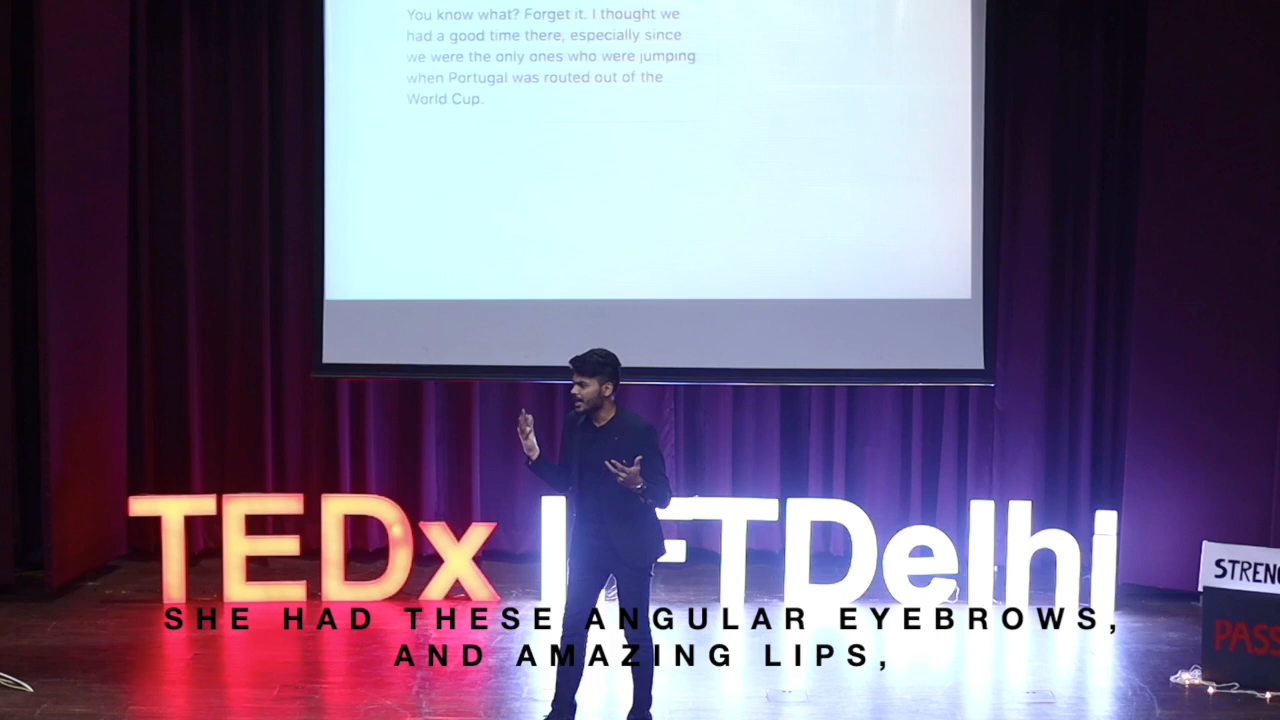 You know what? Forget it. I thought we
had a good time there, especially since
we were the only ones who were jumping
when Portugal was routed out of the
World Cup.
TEDx IFTDelhi
STRENG
PASS
SHE HAD THESE ANGULAR EYEBROWS,
AND AMAZING LIPS,